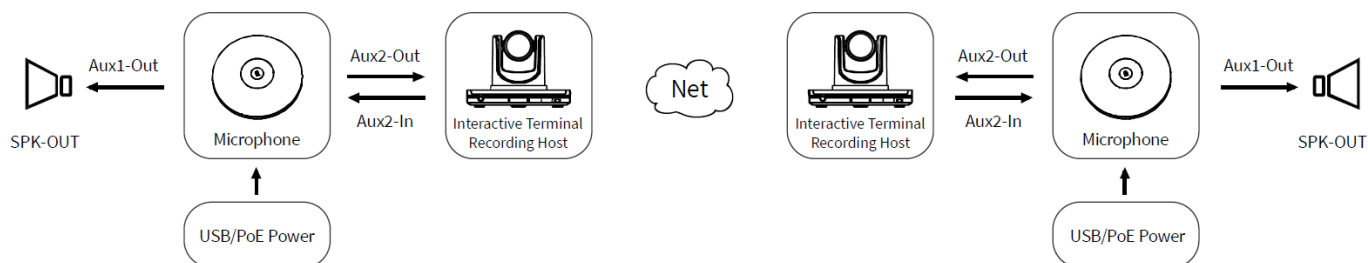 SPK-OUT
Aux1-Out
Microphone
USB/PoE Power
Aux2-Out
Aux2-In
Interactive Terminal
Recording Host
Net
Interactive Terminal
Recording Host
Aux2-Out
Aux2-In
Microphone
USB/PoE Power
Aux1-Out
SPK-OUT